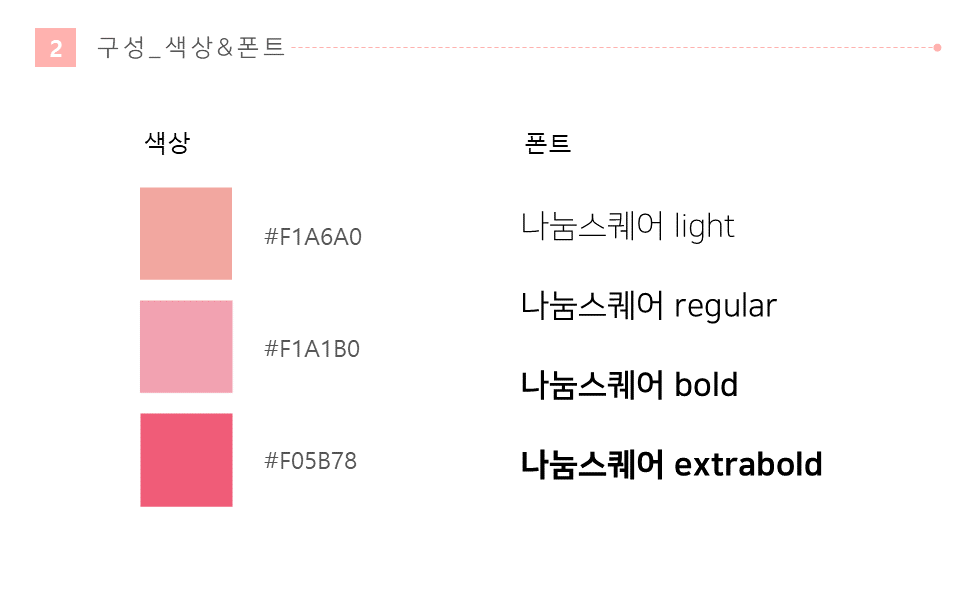 2 구성_색상&폰트
색상
#F1A6A0
#F1A1B0
#F05B78
폰트
나눔스퀘어 light
나눔스퀘어 regular
나눔스퀘어 bold
나눔스퀘어 extrabold